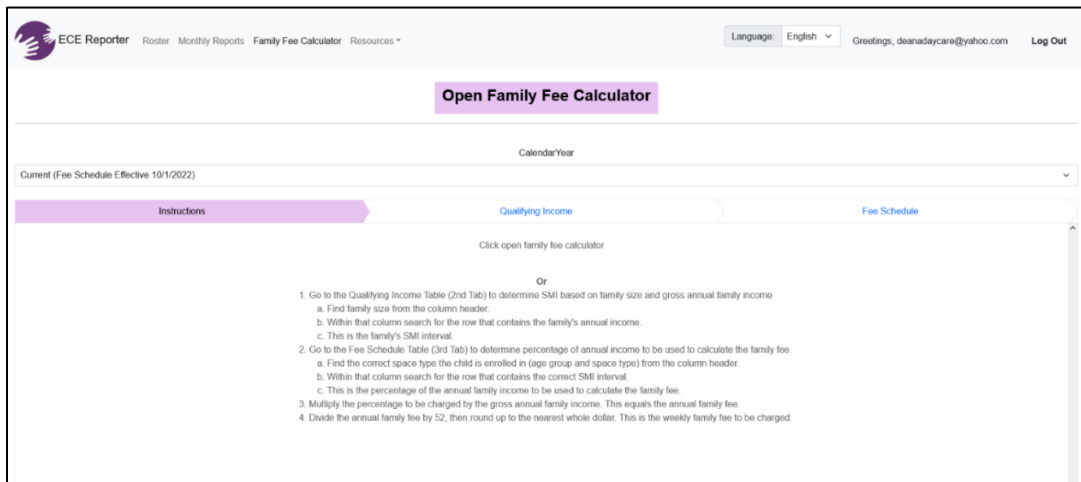 ECE Reporter Roster Monthly Reports Family Fee Calculator Resources Language: English Greetings, deanadaycare@yahoo.com Log Out
Open Family Fee Calculator
CalendarYear
Current (Fee Schedule Effective 10/1/2022)
Instructions Qualifying Income Fee Schedule
Click open family fee calculator
Or
1. Go to the Qualifying Income Table (2nd Tab) to determine SMI based on family size and gross annual family income
a. Find family size from the column header.
b. Within that column search for the row that contains the family's annual income.
c. This is the family's SMI interval.
2. Go to the Fee Schedule Table (3rd Tab) to determine percentage of annual income to be used to calculate the family fee.
a. Find the correct space type the child is enrolled in (age group and space type) from the column header.
b. Within that column search for the row that contains the correct SMI interval.
c. This is the percentage of the annual family income to be used to calculate the family fee.
3. Multiply the percentage to be charged by the gross annual family income. This equals the annual family fee.
4. Divide the annual family fee by 52, then round up to the nearest whole dollar. This is the weekly family fee to be charged.